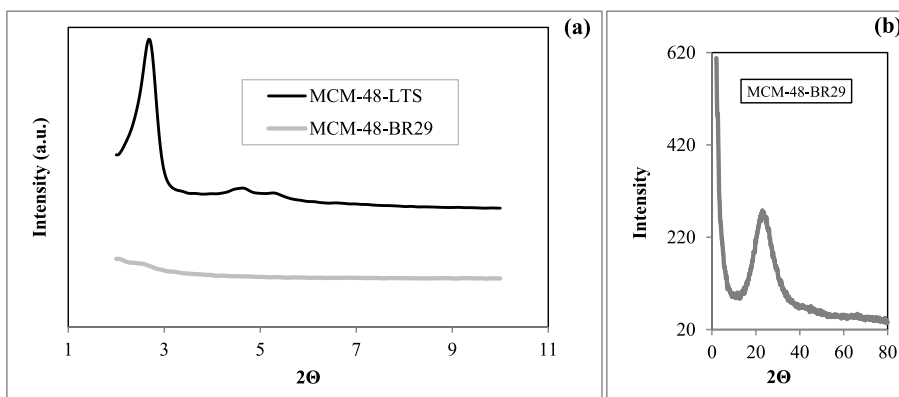 (a)
MCM-48-LTS
MCM-48-BR29
Intensity (a.u.)
1 3 5 7 9 11
2Θ
(b)
620
MCM-48-BR29
420
Intensity
220
20
0 20 40 60 80
2Θ